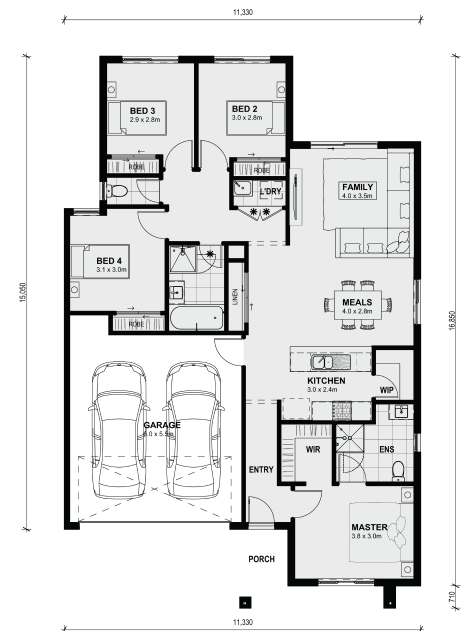 11,330
BED 3
2.9 x 2.8m
BED 2
3.0 x 2.8m
ROBE
ROBE
L'DRY
FAMILY
4.0 x 3.5m
BED 4
3.1 x 3.0m
15,050
16,850
LINEN
MEALS
4.0 x 2.8m
ROBE
KITCHEN
3.0 x 2.4m
WIP
GARAGE
6.0 x 5.5m
WIR
ENS
ENTRY
MASTER
3.8 x 3.0m
PORCH
710
11,330